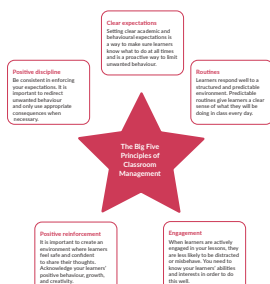 Clear expectations
Setting clear academic and
behavioural expectations is
a way to make sure learners
know what to do at all times
and is a proactive way to limit
unwanted behaviour.
Positive discipline
Be consistent in enforcing
your expectations. It is
important to redirect
unwanted behaviour
and only use appropriate
consequences when
necessary.
Routines
Learners respond well to a
structured and predictable
environment. Predictable
routines give learners a clear
sense of what they will be
doing in class every day.
The Big Five
Principles of
Classroom
Management
Positive reinforcement
It is important to create an
environment where learners
feel safe and confident
to share their thoughts.
Acknowledge your learners'
positive behaviour, growth,
and creativity.
Engagement
When learners are actively
engaged in your lessons, they
are less likely to be distracted
or misbehave. You need to
know your learners' abilities
and interests in order to do
this well.